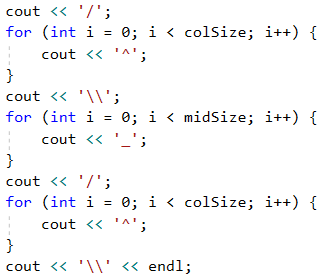 cout << '/';
for (int i = 0; i < colSize; i++) {
    cout << '^';
}
cout << '\\';
for (int i = 0; i < midSize; i++) {
    cout << '_';
}
cout << '/';
for (int i = 0; i < colSize; i++) {
    cout << '^';
}
cout << '\\' << endl;